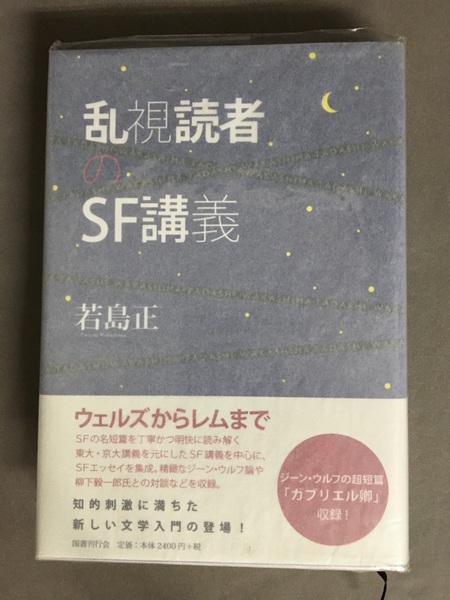 乱視読者
の
SF講義
若島正
ウェルズからレムまで
SFの名短篇を丁寧かつ明快に読み解く
東大・京大講義を元にしたSF講義を中心に、
SFエッセイを集成。精緻なジーン・ウルフ論や
柳下毅一郎氏との対談などを収録。
知的刺激に満ちた
新しい文学入門の登場！
国書刊行会　定価：本体2400円＋税
ジーン・ウルフの超短篇
「ガブリエル卿」
収録！